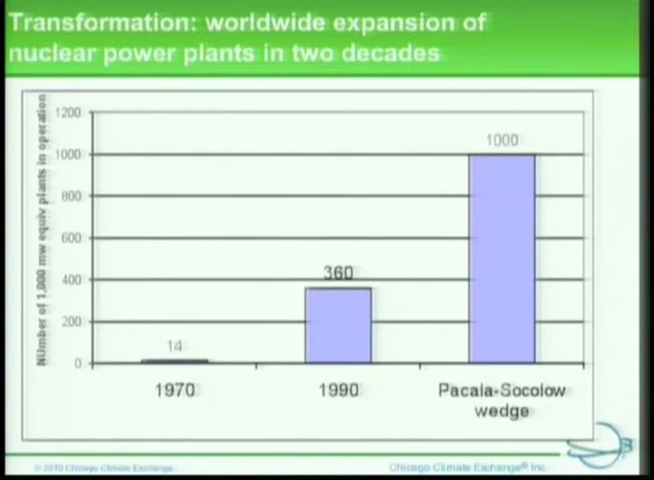 Transformation: worldwide expansion of
nuclear power plants in two decades
NUmber of 1,000 mw equiv plants in operation
1200
1000
800
600
400
200
0
14
360
1000
1970
1990
Pacala-Socolow
wedge
© 2010 Chicago Climate Exchange
Chicago Climate Exchange® Inc.